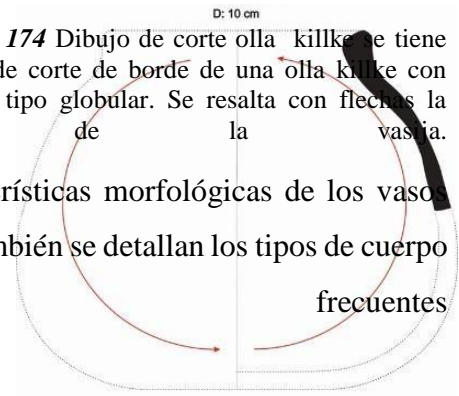 D: 10 cm
174 Dibujo de corte olla killke se tiene
de corte de borde de una olla killke con
tipo globular. Se resalta con flechas la
de la vasija.
erísticas morfológicas de los vasos
mbién se detallan los tipos de cuerpo
frecuentes